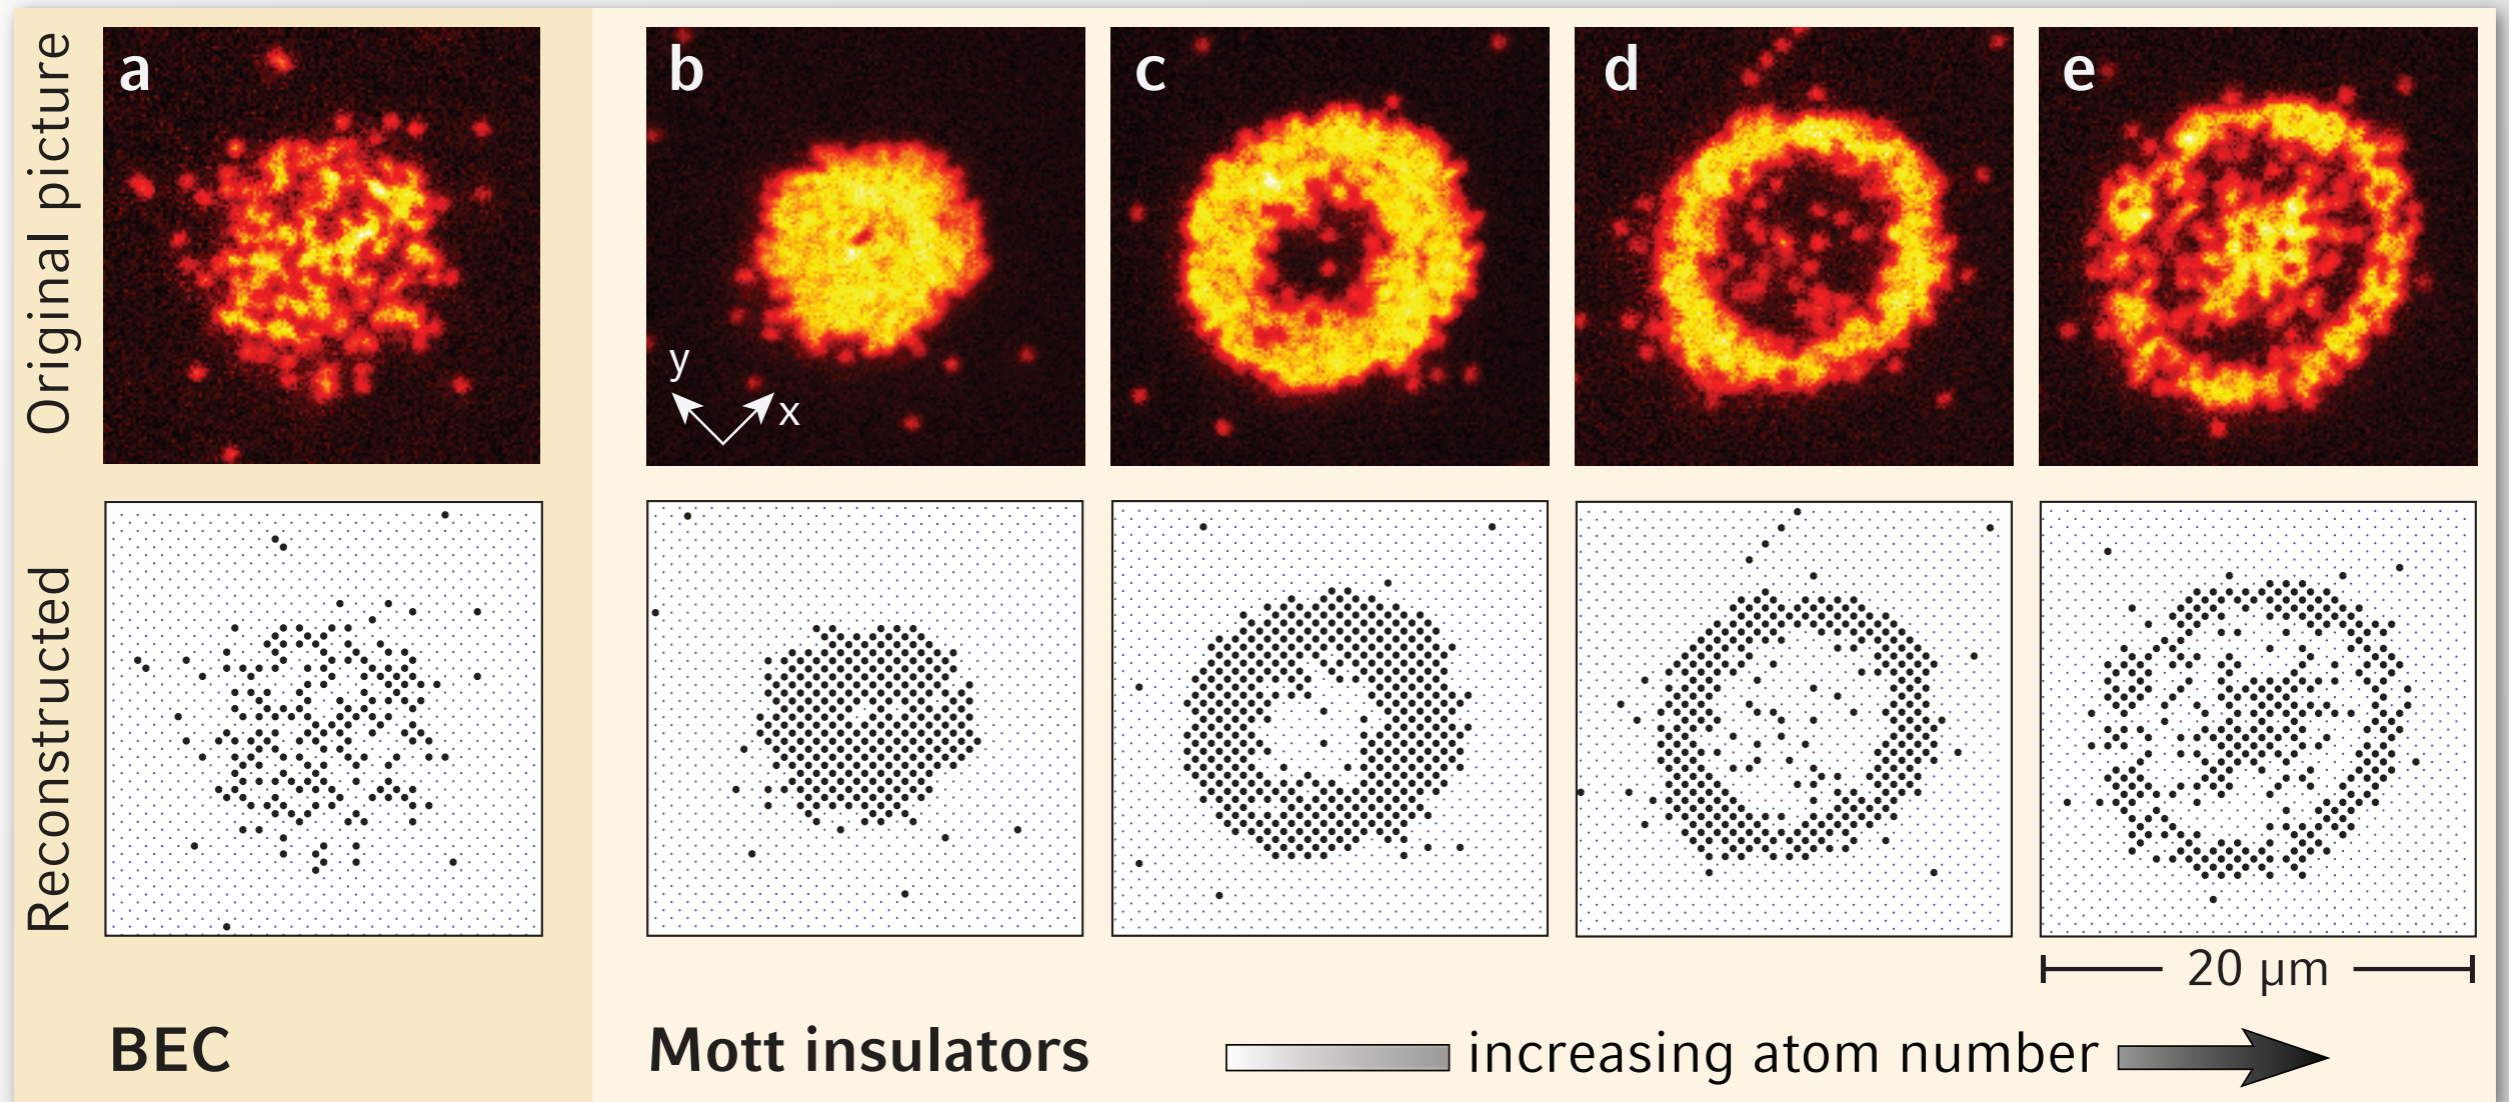 Original picture
a
b
c
d
e
y
x
Reconstructed
20 µm
BEC
Mott insulators
increasing atom number